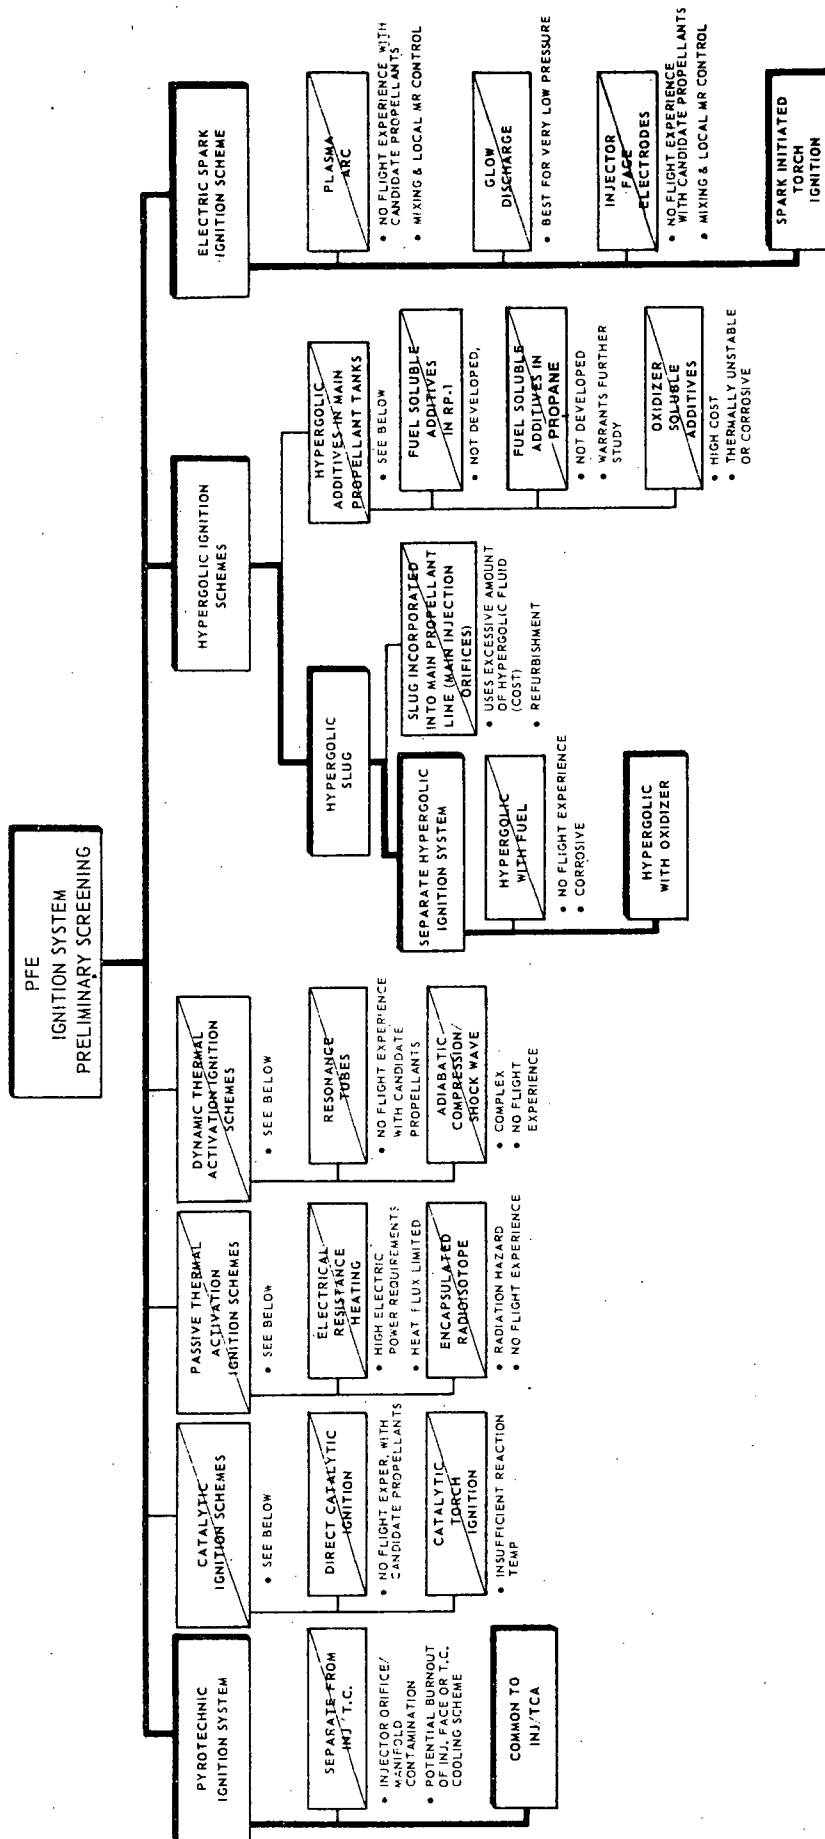 PFE
IGNITION SYSTEM
PRELIMINARY SCREENING
PYROTECHNIC
IGNITION SYSTEM
SEPARATE FROM
INJ/T.C.
• INJECTOR ORIFICE/
MANIFOLD
CONTAMINATION
• POTENTIAL BURNOUT
OF INJ. FACE OR T.C.
COOLING SCHEME
COMMON TO
INJ/TCA
CATALYTIC
IGNITION SCHEMES
• SEE BELOW
DIRECT CATALYTIC
IGNITION
• NO FLIGHT EXPER, WITH
CANDIDATE PROPELLANTS
CATALYTIC
TORCH
IGNITION
• INSUFFICIENT REACTION
TEMP
PASSIVE THERMAL
ACTIVATION
IGNITION SCHEMES
• SEE BELOW
ELECTRICAL
RESISTANCE
HEATING
• HIGH ELECTRIC
POWER REQUIREMENTS
• HEAT FLUX LIMITED
ENCAPSULATED
RADIOISOTOPE
• RADIATION HAZARD
• NO FLIGHT EXPERIENCE
DYNAMIC THERMAL
ACTIVATION IGNITION
SCHEMES
• SEE BELOW
RESONANCE
TUBES
• NO FLIGHT EXPERIENCE
WITH CANDIDATE
PROPELLANTS
ADIABATIC
COMPRESSION/
SHOCK WAVE
• COMPLEX
• NO FLIGHT
EXPERIENCE
HYPERGOLIC IGNITION
SCHEMES
HYPERGOLIC
SLUG
SEPARATE HYPERGOLIC
IGNITION SYSTEM
HYPERGOLIC
WITH FUEL
• NO FLIGHT EXPERIENCE
• CORROSIVE
HYPERGOLIC
WITH OXIDIZER
SLUG INCORPORATED
INTO MAIN PROPELLANT
LINE (MAIN INJECTION
ORIFICES)
• USES EXCESSIVE AMOUNT
OF HYPERGOLIC FLUID
(COST)
• REFURBISHMENT
HYPERGOLIC
ADDITIVES IN MAIN
PROPELLANT TANKS
• SEE BELOW
FUEL SOLUBLE
ADDITIVES
IN RP-1
• NOT DEVELOPED,
FUEL SOLUBLE
ADDITIVES IN
PROPANE
• NOT DEVELOPED
• WARRANTS FURTHER
STUDY
OXIDIZER
SOLUBLE
ADDITIVES
• HIGH COST
• THERMALLY UNSTABLE
OR CORROSIVE
ELECTRIC SPARK
IGNITION SCHEME
PLASMA
ARC
• NO FLIGHT EXPERIENCE WITH
CANDIDATE PROPELLANTS
• MIXING & LOCAL MR CONTROL
GLOW
DISCHARGE
• BEST FOR VERY LOW PRESSURE
INJECTOR
FACE
ELECTRODES
• NO FLIGHT EXPERIENCE
WITH CANDIDATE PROPELLANTS
• MIXING & LOCAL MR CONTROL
SPARK INITIATED
TORCH
IGNITION